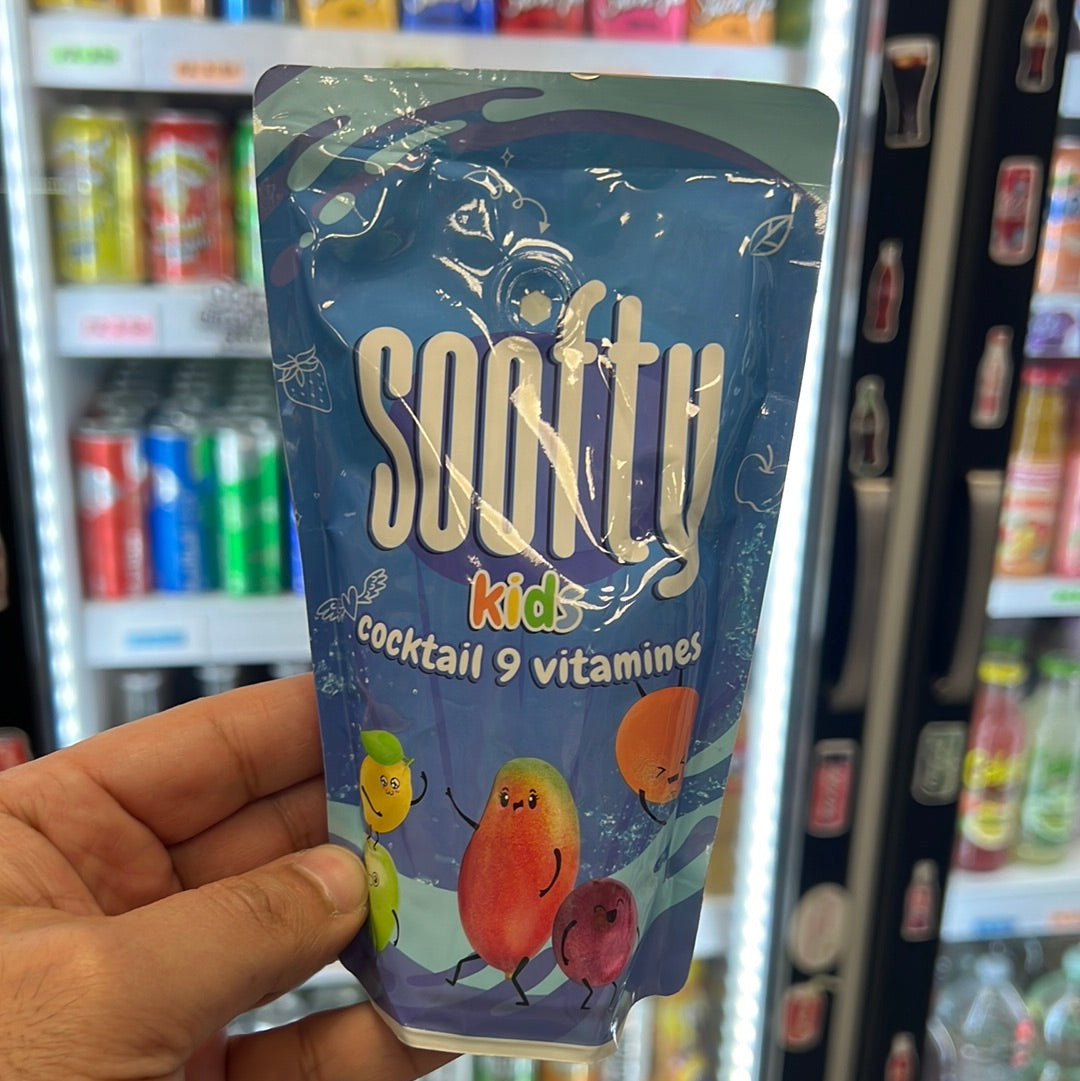 soofty
kids
cocktail 9 vitamines